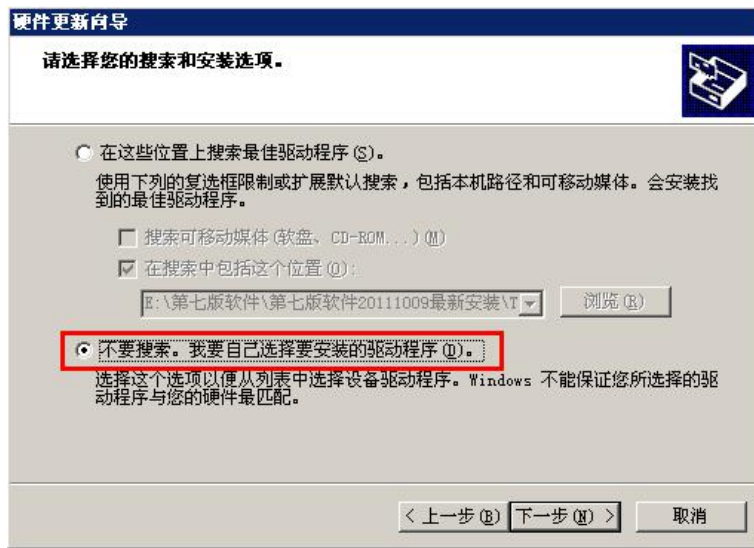 硬件更新向导
请选择您的搜索和安装选项。
在这些位置上搜索最佳驱动程序(S)。
使用下列的复选框限制或扩展默认搜索,包括本机路径和可移动媒体。会安装找
到的最佳驱动程序。
搜索可移动媒体(软盘、CD-ROM...)(M)
在搜索中包括这个位置(O):
E:\第七版软件\第七版软件20111009最新安装\T
浏览(R)
不要搜索。我要自己选择要安装的驱动程序(D)。
选择这个选项以便从列表中选择设备驱动程序。Windows 不能保证您所选择的驱
动程序与您的硬件最匹配。
< 上一步(B)
下一步(N) >
取消